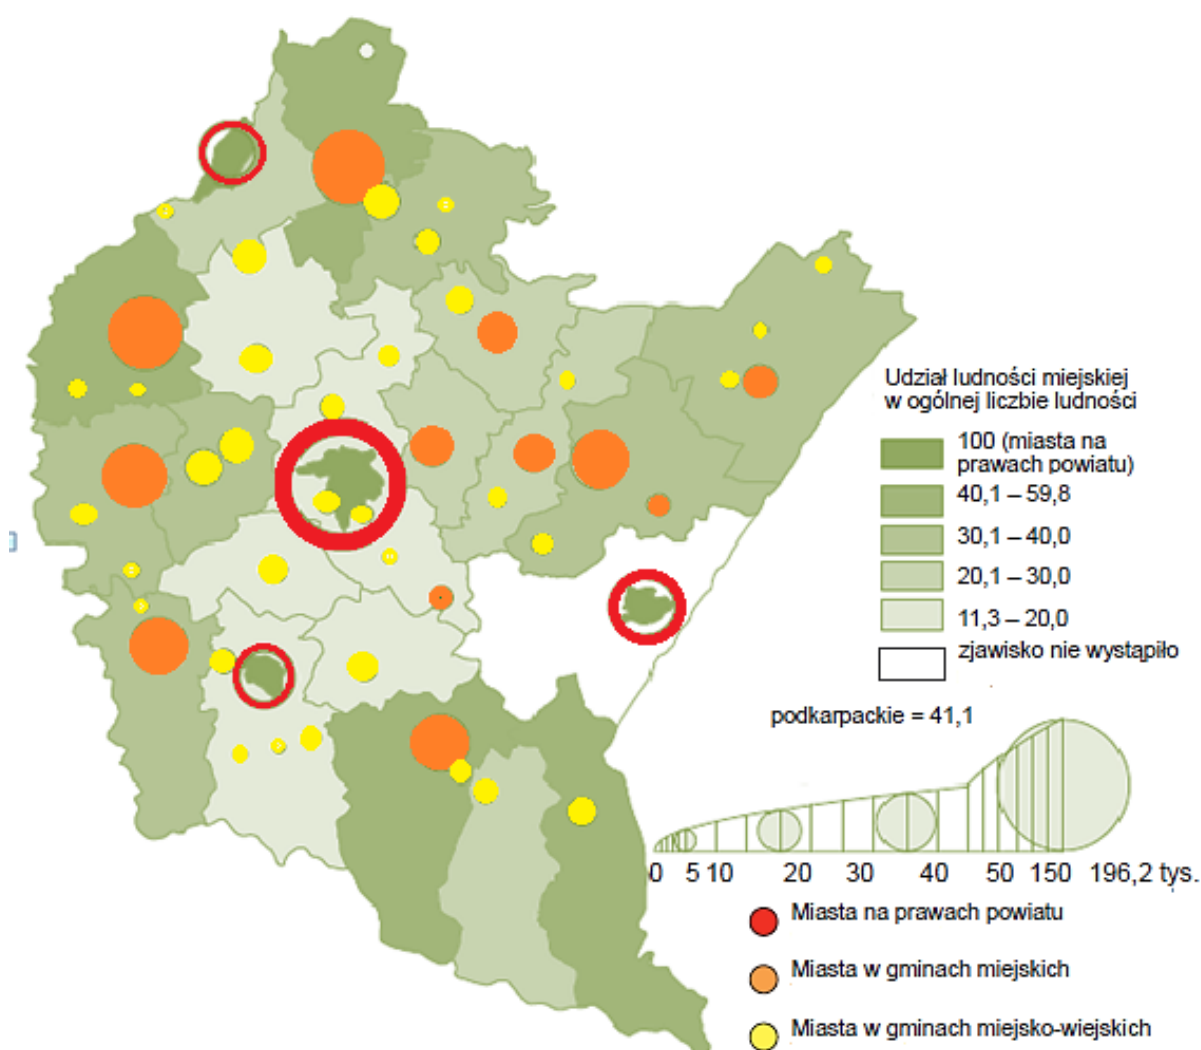 Udział ludności miejskiej
w ogólnej liczbie ludności
100 (miasta na
prawach powiatu)
40,1 – 59,8
30,1 – 40,0
20,1 – 30,0
11,3 – 20,0
zjawisko nie wystąpiło
podkarpackie = 41,1
0 5 10 20 30 40 50 150 196,2 tys.
Miasta na prawach powiatu
Miasta w gminach miejskich
Miasta w gminach miejsko-wiejskich